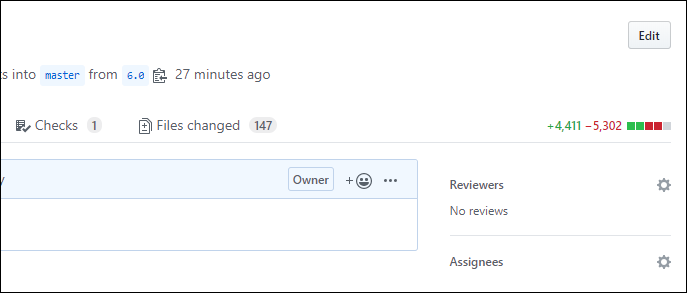 Edit
s into master from 6.0 27 minutes ago
Checks 1 Files changed 147 +4,411 −5,302
Owner
Reviewers
No reviews
Assignees